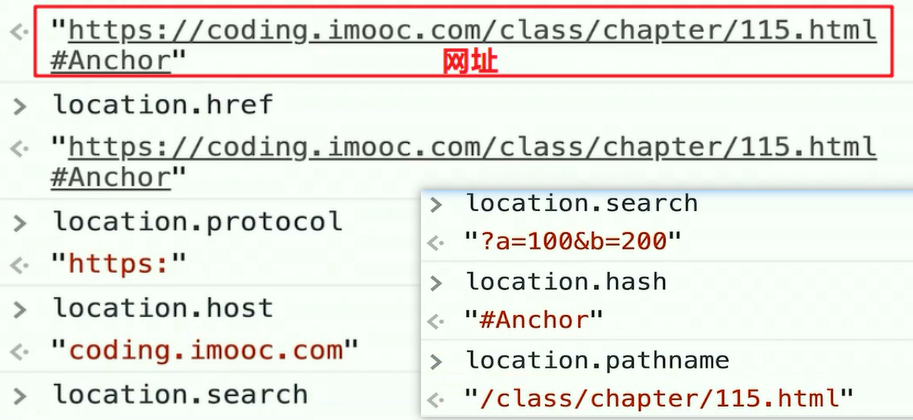 "https://coding.imooc.com/class/chapter/115.html
#Anchor"
网址
> location.href
"https://coding.imooc.com/class/chapter/115.html
#Anchor"
> location.protocol
"https:"
> location.host
"coding.imooc.com"
> location.search
> location.search
"?a=100&b=200"
> location.hash
"#Anchor"
> location.pathname
"/class/chapter/115.html"